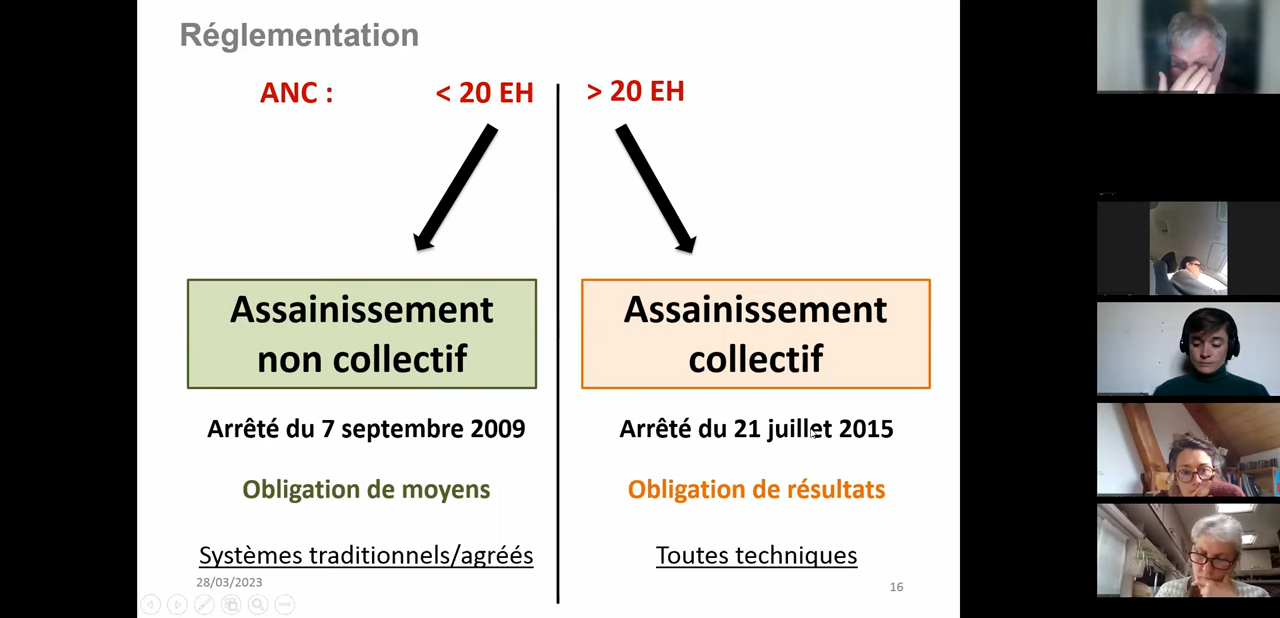 Réglementation
ANC : < 20 EH > 20 EH
Assainissement
non collectif
Assainissement
collectif
Arrêté du 7 septembre 2009
Arrêté du 21 juillet 2015
Obligation de moyens
Obligation de résultats
Systèmes traditionnels/agréés
Toutes techniques
28/03/2023
16